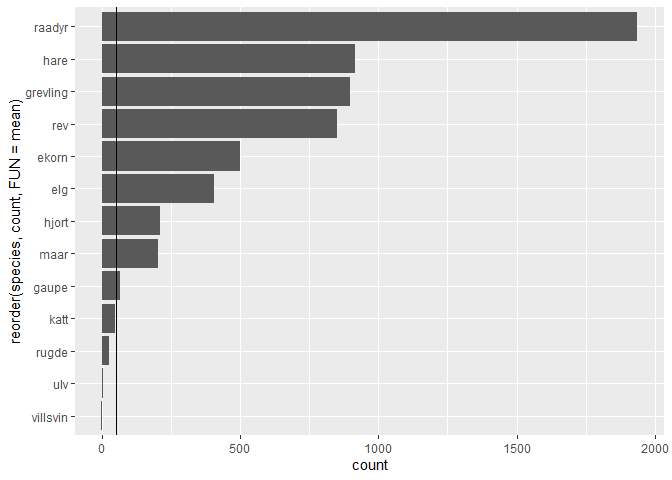 raadyr
hare
grevling
rev
ekorn
elg
hjort
maar
gaupe
katt
rugde
ulv
villsvin
reorder(species, count, FUN = mean)
0 500 1000 1500 2000
count